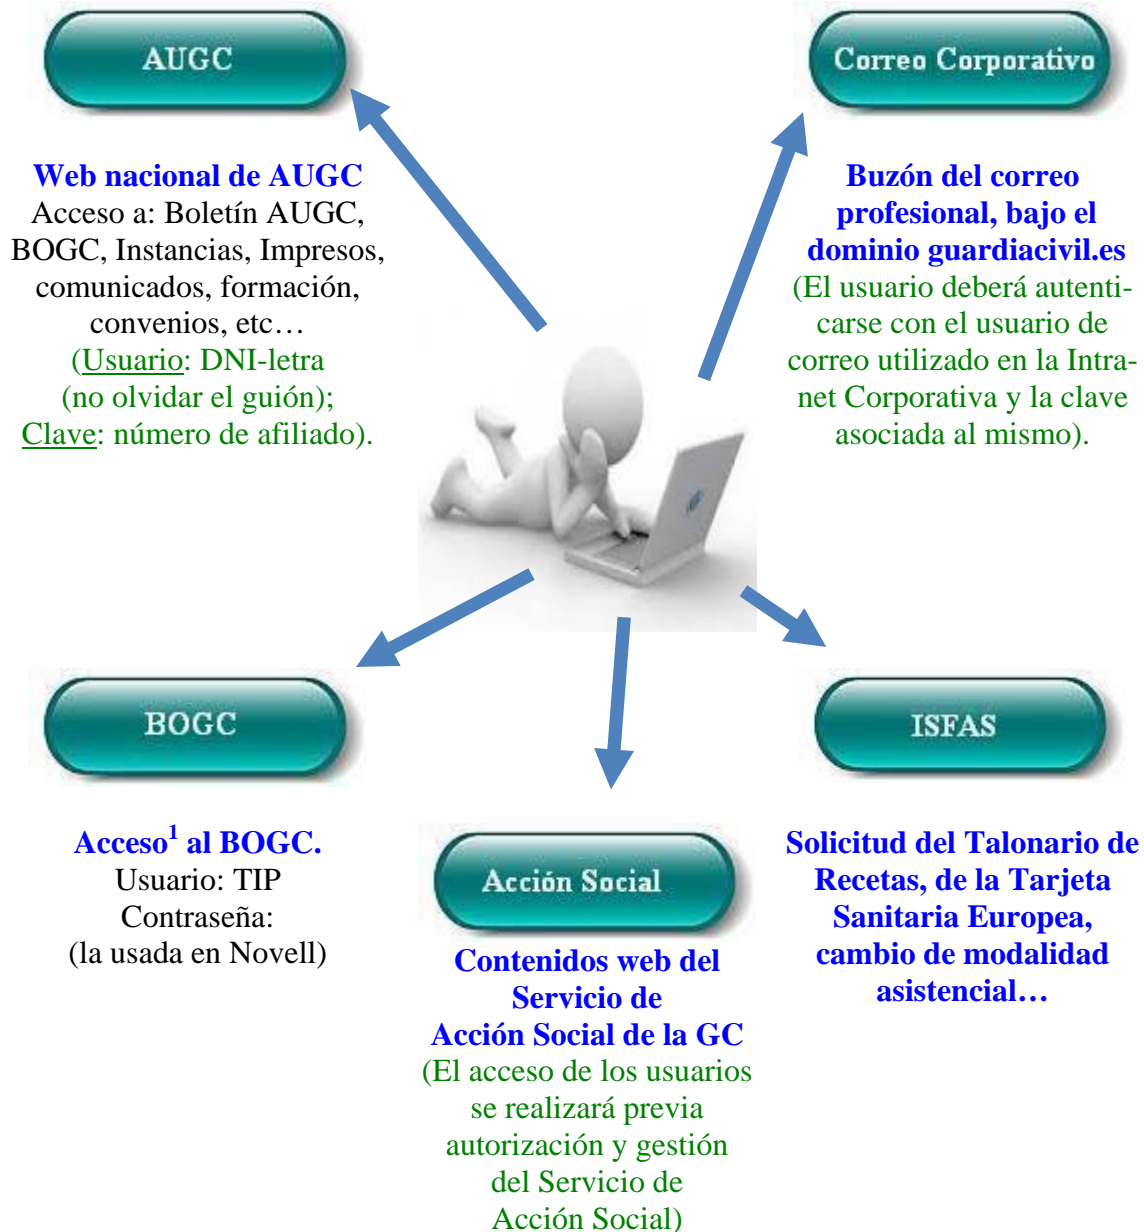 AUGC
Web nacional de AUGC
Acceso a: Boletín AUGC,
BOGC, Instancias, Impresos,
comunicados, formación,
convenios, etc…
(Usuario: DNI-letra
(no olvidar el guión);
Clave: número de afiliado).
Correo Corporativo
Buzón del correo
profesional, bajo el
dominio guardiacivil.es
(El usuario deberá autenti-
carse con el usuario de
correo utilizado en la Intra-
net Corporativa y la clave
asociada al mismo).
BOGC
Acceso¹ al BOGC.
Usuario: TIP
Contraseña:
(la usada en Novell)
Acción Social
Contenidos web del
Servicio de
Acción Social de la GC
(El acceso de los usuarios
se realizará previa
autorización y gestión
del Servicio de
Acción Social)
ISFAS
Solicitud del Talonario de
Recetas, de la Tarjeta
Sanitaria Europea,
cambio de modalidad
asistencial…